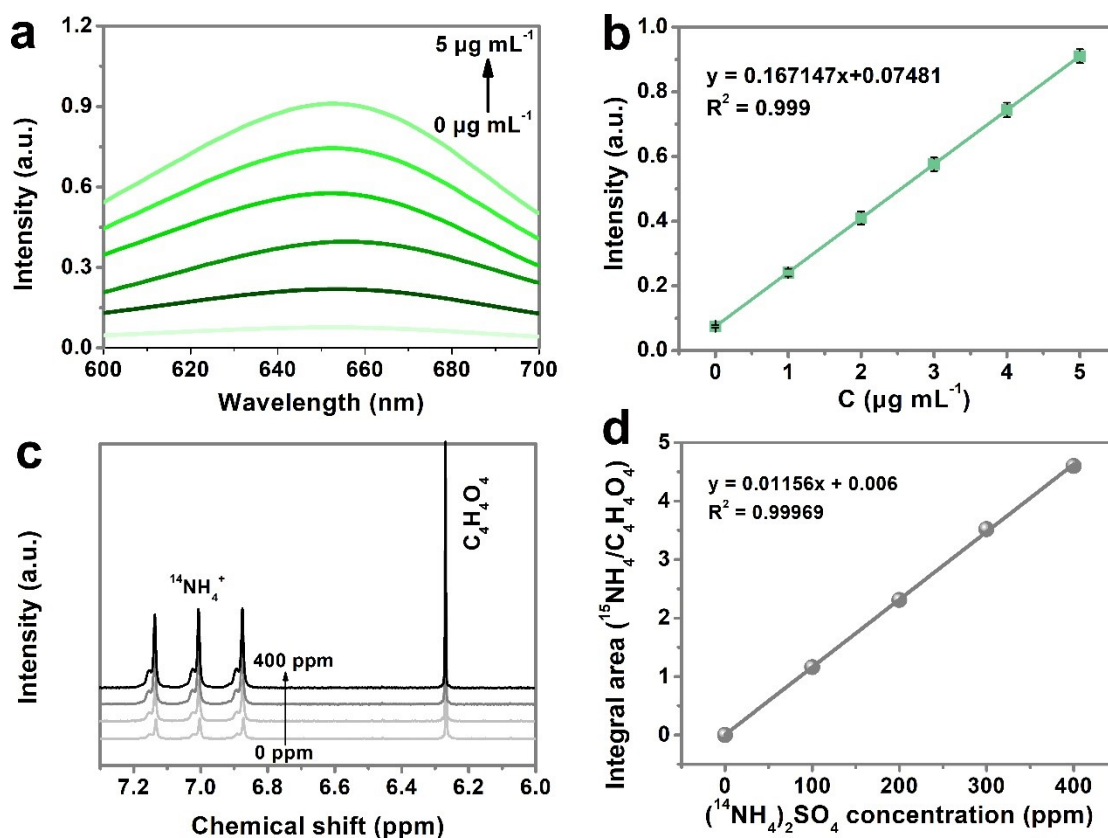 a
1.2
0.9
0.6
0.3
0.0
600 620 640 660 680 700
Intensity (a.u.)
Wavelength (nm)
5 µg mL⁻¹
0 µg mL⁻¹
b
1.0
0.8
0.6
0.4
0.2
0.0
0 1 2 3 4 5
Intensity (a.u.)
C (µg mL⁻¹)
y = 0.167147x+0.07481
R² = 0.999
c
Intensity (a.u.)
¹⁴NH₄⁺
C₄H₄O₄
400 ppm
0 ppm
7.2 7.0 6.8 6.6 6.4 6.2 6.0
Chemical shift (ppm)
d
5
4
3
2
1
0
0 100 200 300 400
Integral area (¹⁵NH₄/C₄H₄O₄)
(¹⁴NH₄)₂SO₄ concentration (ppm)
y = 0.01156x + 0.006
R² = 0.99969